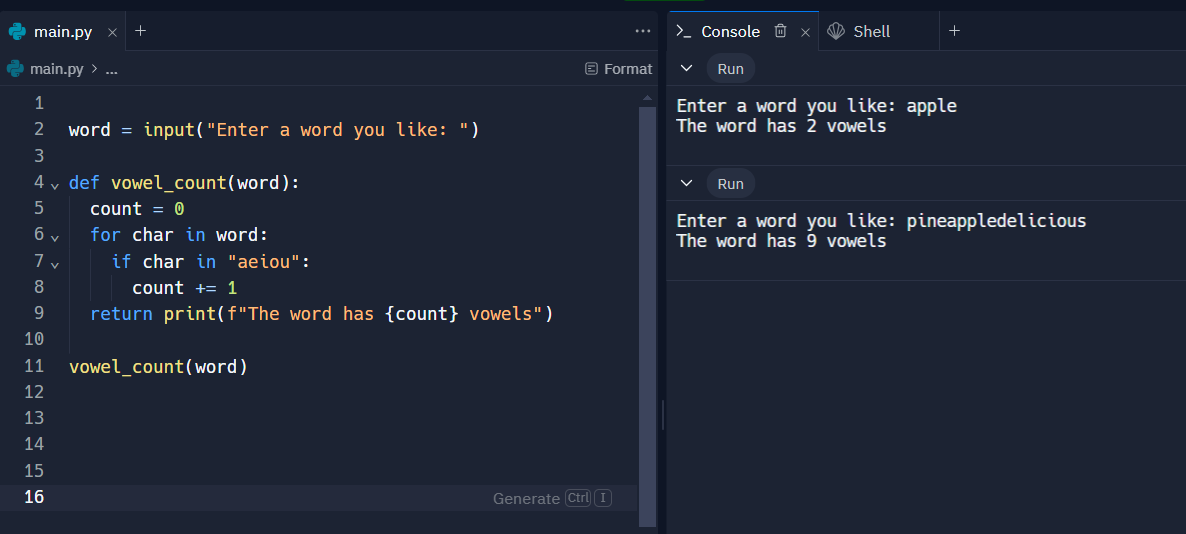 main.py
main.py > ...
Format
1
2 word = input("Enter a word you like: ")
3
4 def vowel_count(word):
5   count = 0
6   for char in word:
7     if char in "aeiou":
8       count += 1
9   return print(f"The word has {count} vowels")
10
11 vowel_count(word)
12
13
14
15
16
Generate Ctrl I
Console
Shell
Run
Enter a word you like: apple
The word has 2 vowels
Run
Enter a word you like: pineappledelicious
The word has 9 vowels